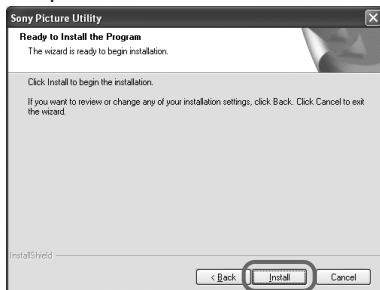 Sony Picture Utility
Ready to Install the Program
The wizard is ready to begin installation.
Click Install to begin the installation.
If you want to review or change any of your installation settings, click Back. Click Cancel to exit
the wizard.
InstallShield
< Back Install Cancel